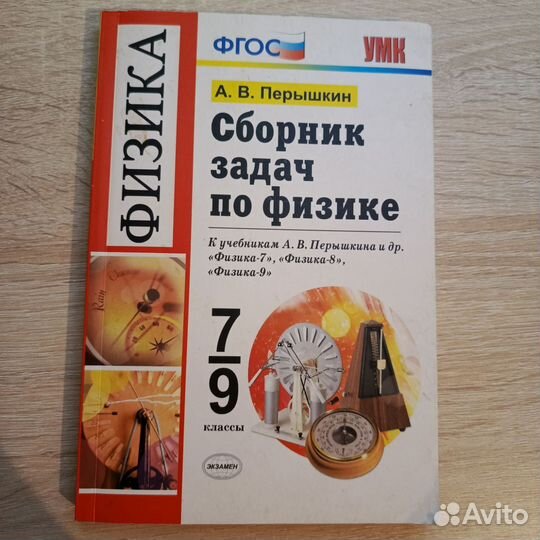 ФГОС
УМК
ФИЗИКА
А. В. Перышкин
Сборник
задач
по физике
К учебникам А. В. Перышкина и др.
«Физика-7», «Физика-8»,
«Физика-9»
7
9
классы
ЭКЗАМЕН
Rain
Avito